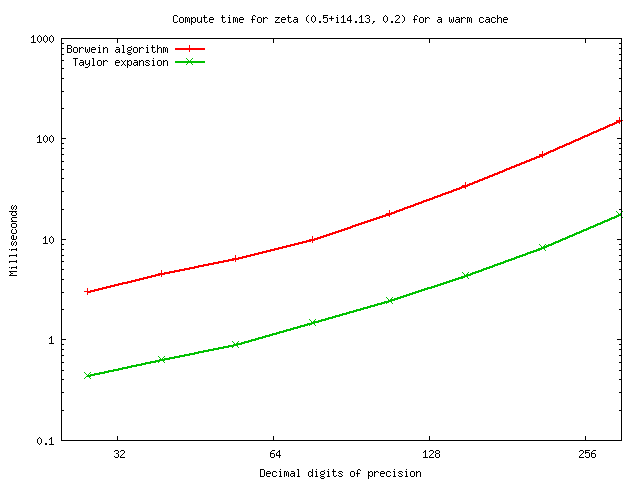 Compute time for zeta (0.5+i14.13, 0.2) for a warm cache
1000
Borwein algorithm
Taylor expansion
100
Milliseconds
10
1
0.1
32 64 128 256
Decimal digits of precision